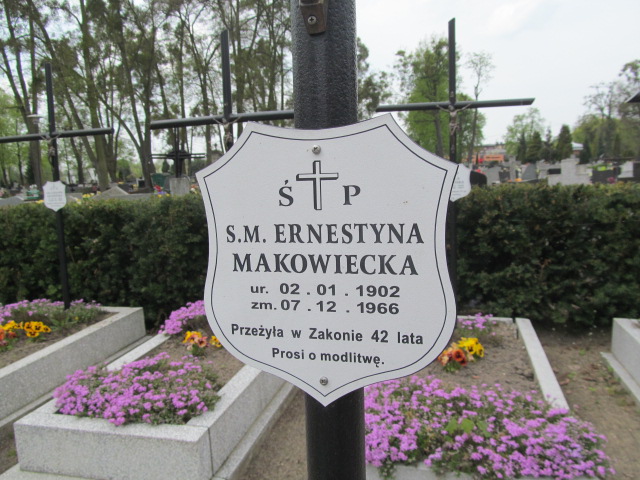 Ś P
S.M. ERNESTYNA
MAKOWIECKA
ur. 02.01.1902
zm. 07.12.1966
Przeżyła w Zakonie 42 lata
Prosi o modlitwę.